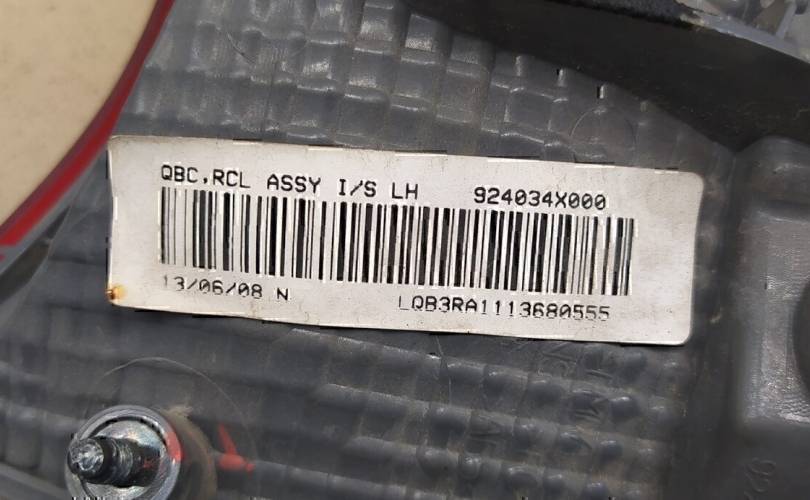 QBC,RCL ASSY I/S LH 924034X000
13/06/08 N LQB3RA1113680555